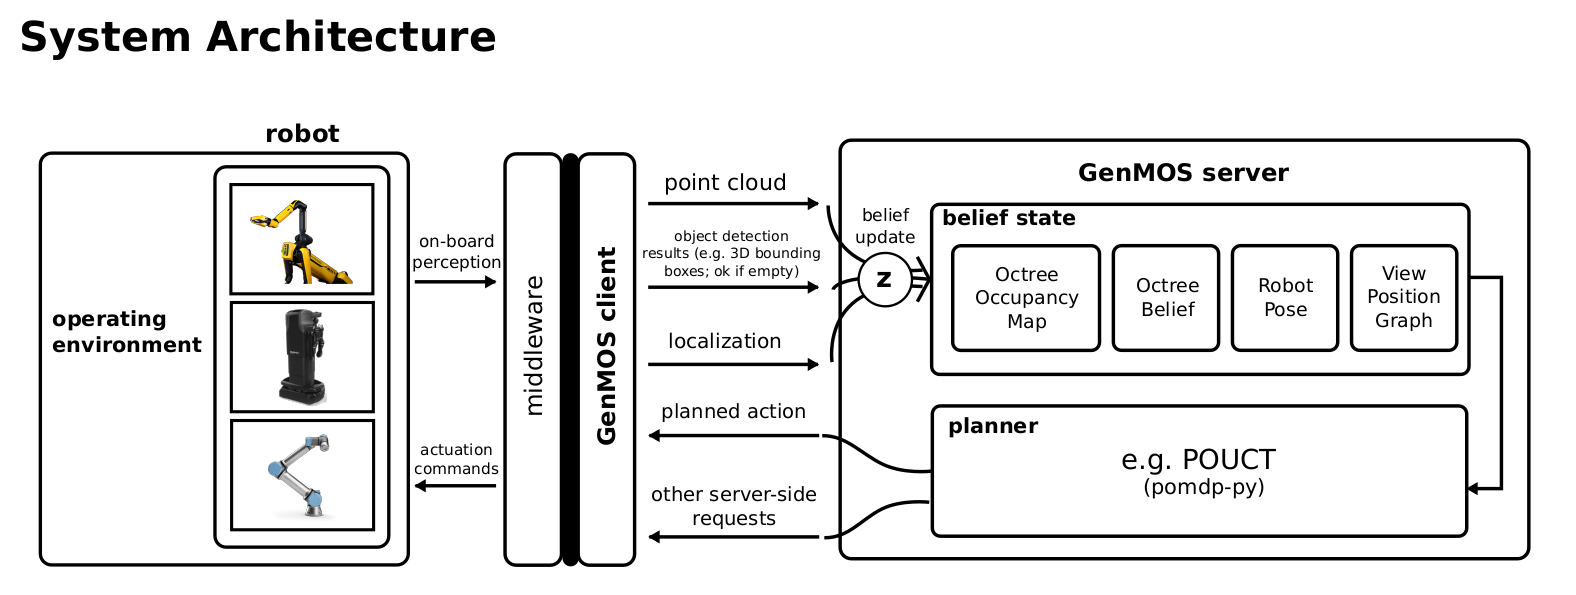 System Architecture
robot
operating
environment
on-board
perception
actuation
commands
middleware
GenMOS client
point cloud
object detection
results (e.g. 3D bounding
boxes; ok if empty)
localization
planned action
other server-side
requests
GenMOS server
belief
update
z
belief state
Octree
Occupancy
Map
Octree
Belief
Robot
Pose
View
Position
Graph
planner
e.g. POUCT
(pomdp-py)